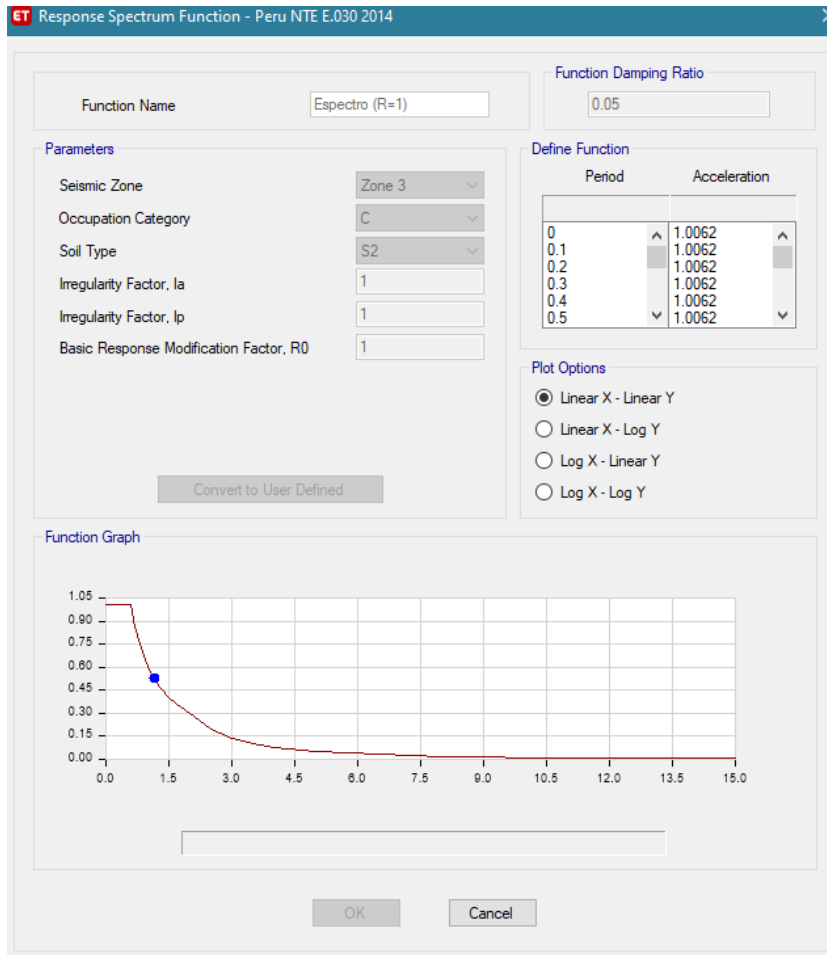 ET Response Spectrum Function - Peru NTE E.030 2014
Function Name Espectro (R=1)
Function Damping Ratio
0.05
Parameters
Seismic Zone Zone 3
Occupation Category C
Soil Type S2
Irregularity Factor, Ia 1
Irregularity Factor, Ip 1
Basic Response Modification Factor, R0 1
Convert to User Defined
Define Function
Period Acceleration
0 1.0062
0.1 1.0062
0.2 1.0062
0.3 1.0062
0.4 1.0062
0.5 1.0062
Plot Options
Linear X - Linear Y
Linear X - Log Y
Log X - Linear Y
Log X - Log Y
Function Graph
1.05
0.90
0.75
0.60
0.45
0.30
0.15
0.00
0.0 1.5 3.0 4.5 6.0 7.5 9.0 10.5 12.0 13.5 15.0
OK Cancel